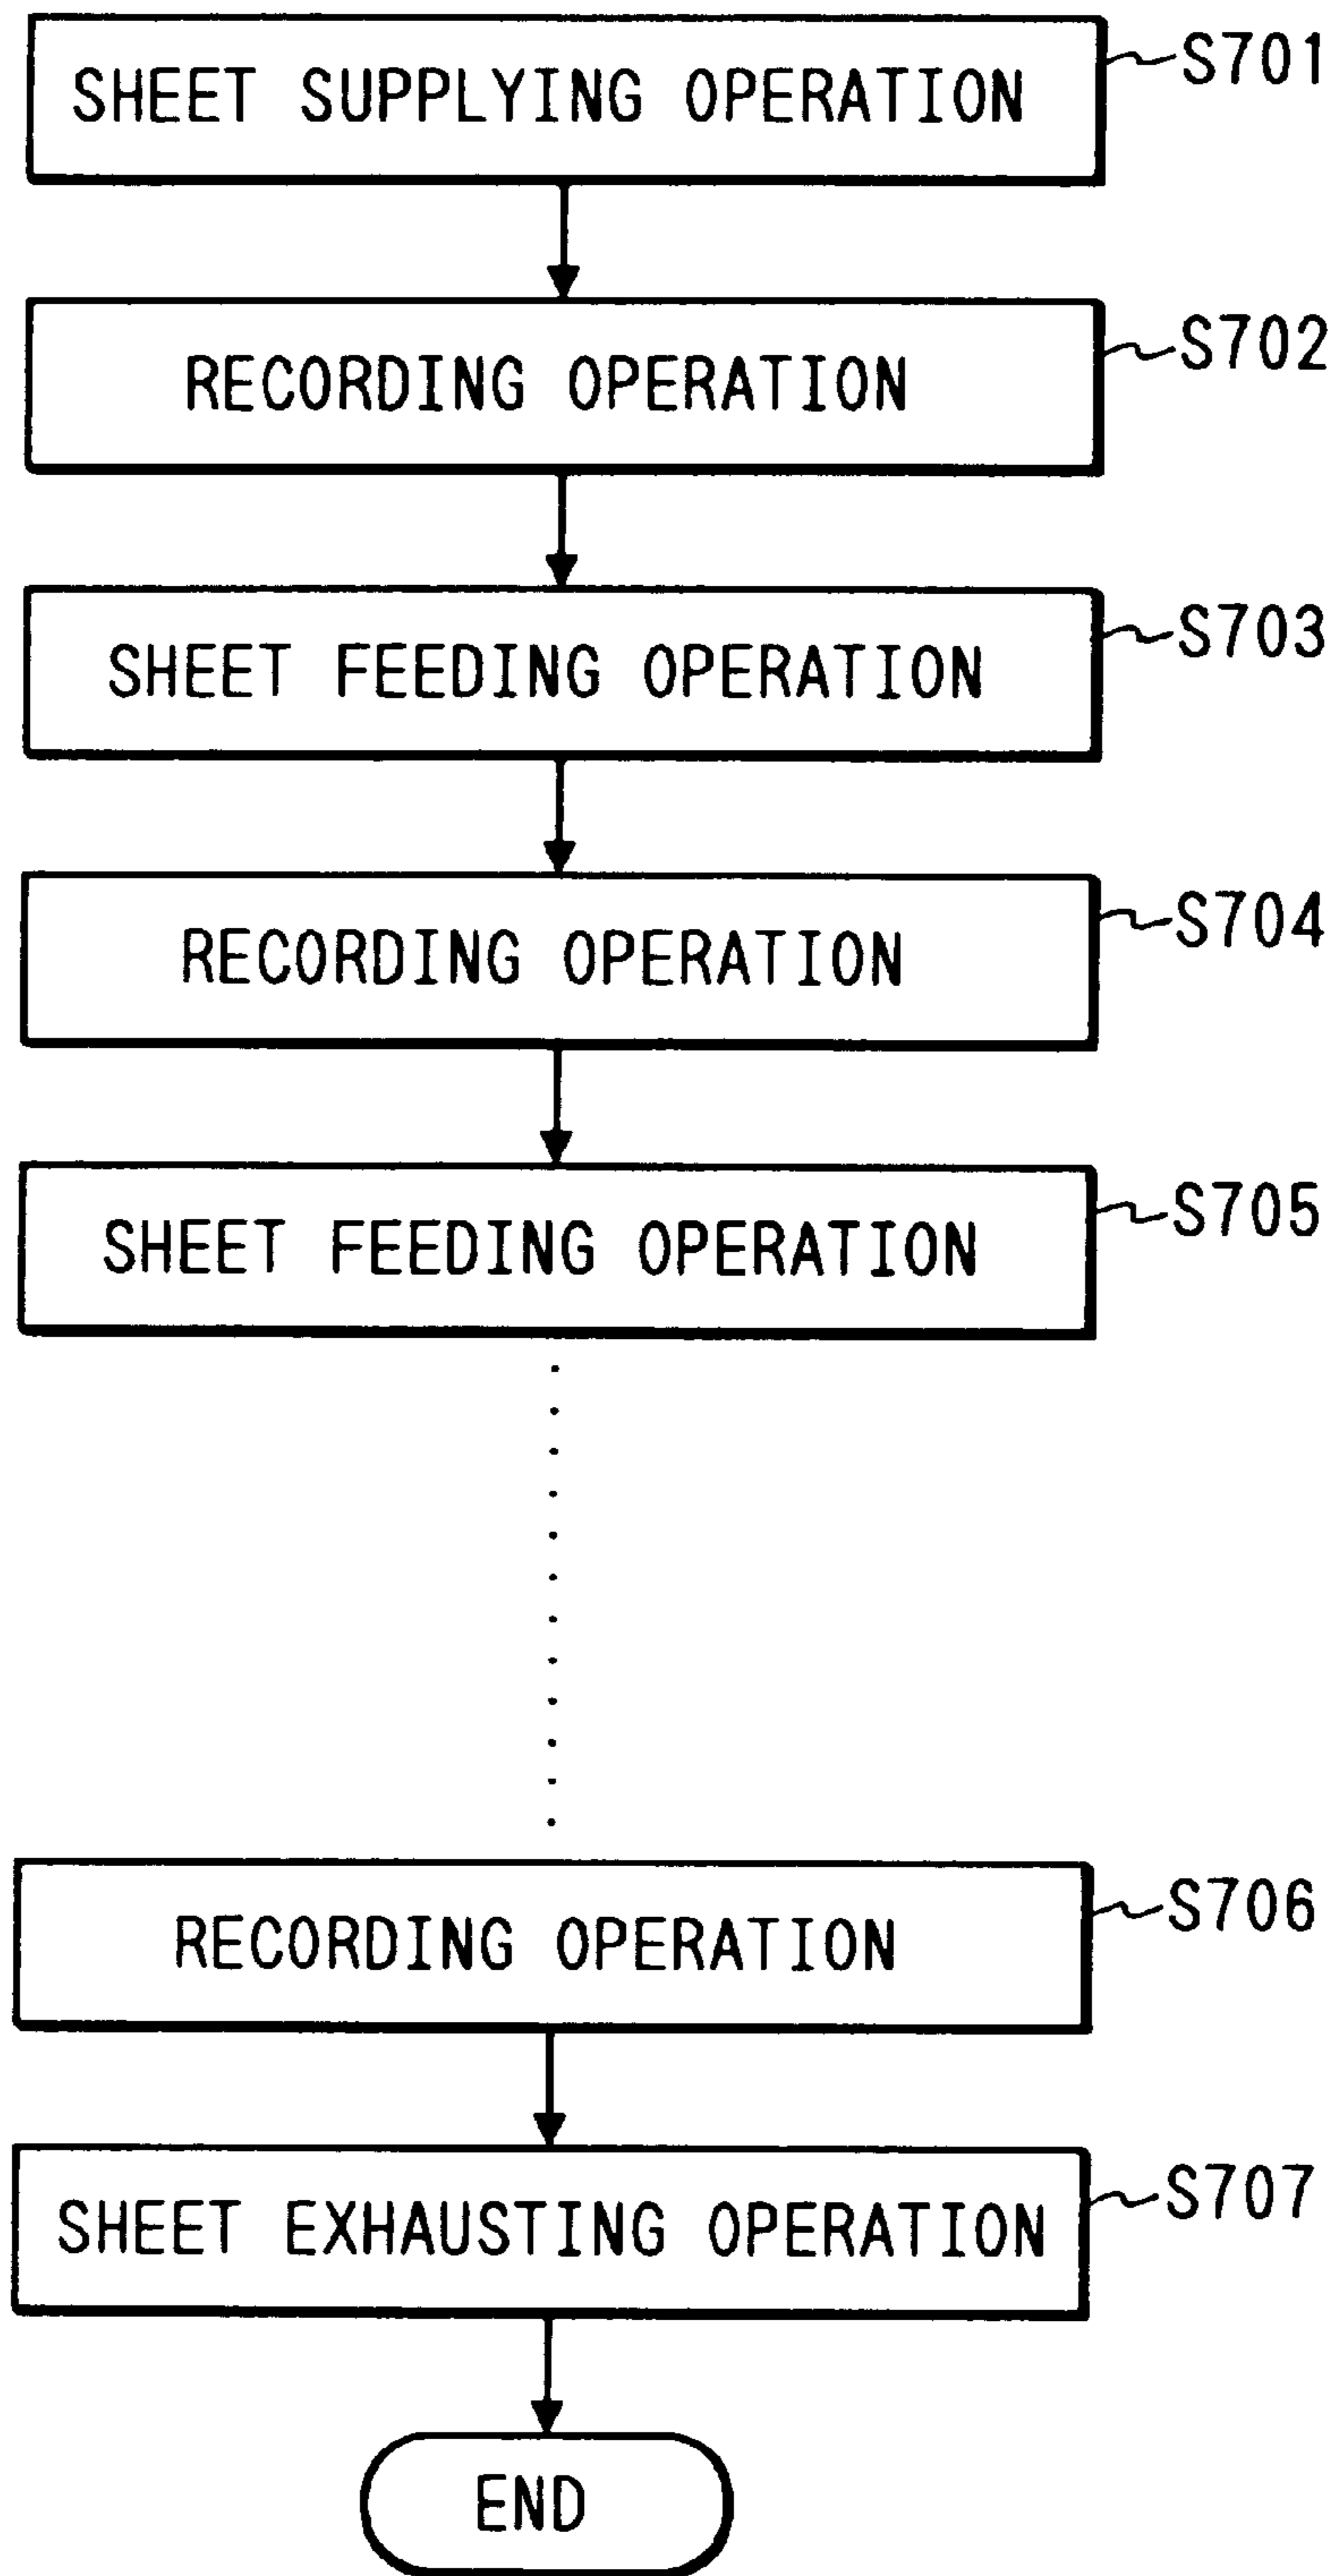 SHEET SUPPLYING OPERATION
S701
RECORDING OPERATION
S702
SHEET FEEDING OPERATION
S703
RECORDING OPERATION
S704
SHEET FEEDING OPERATION
S705
RECORDING OPERATION
S706
SHEET EXHAUSTING OPERATION
S707
END